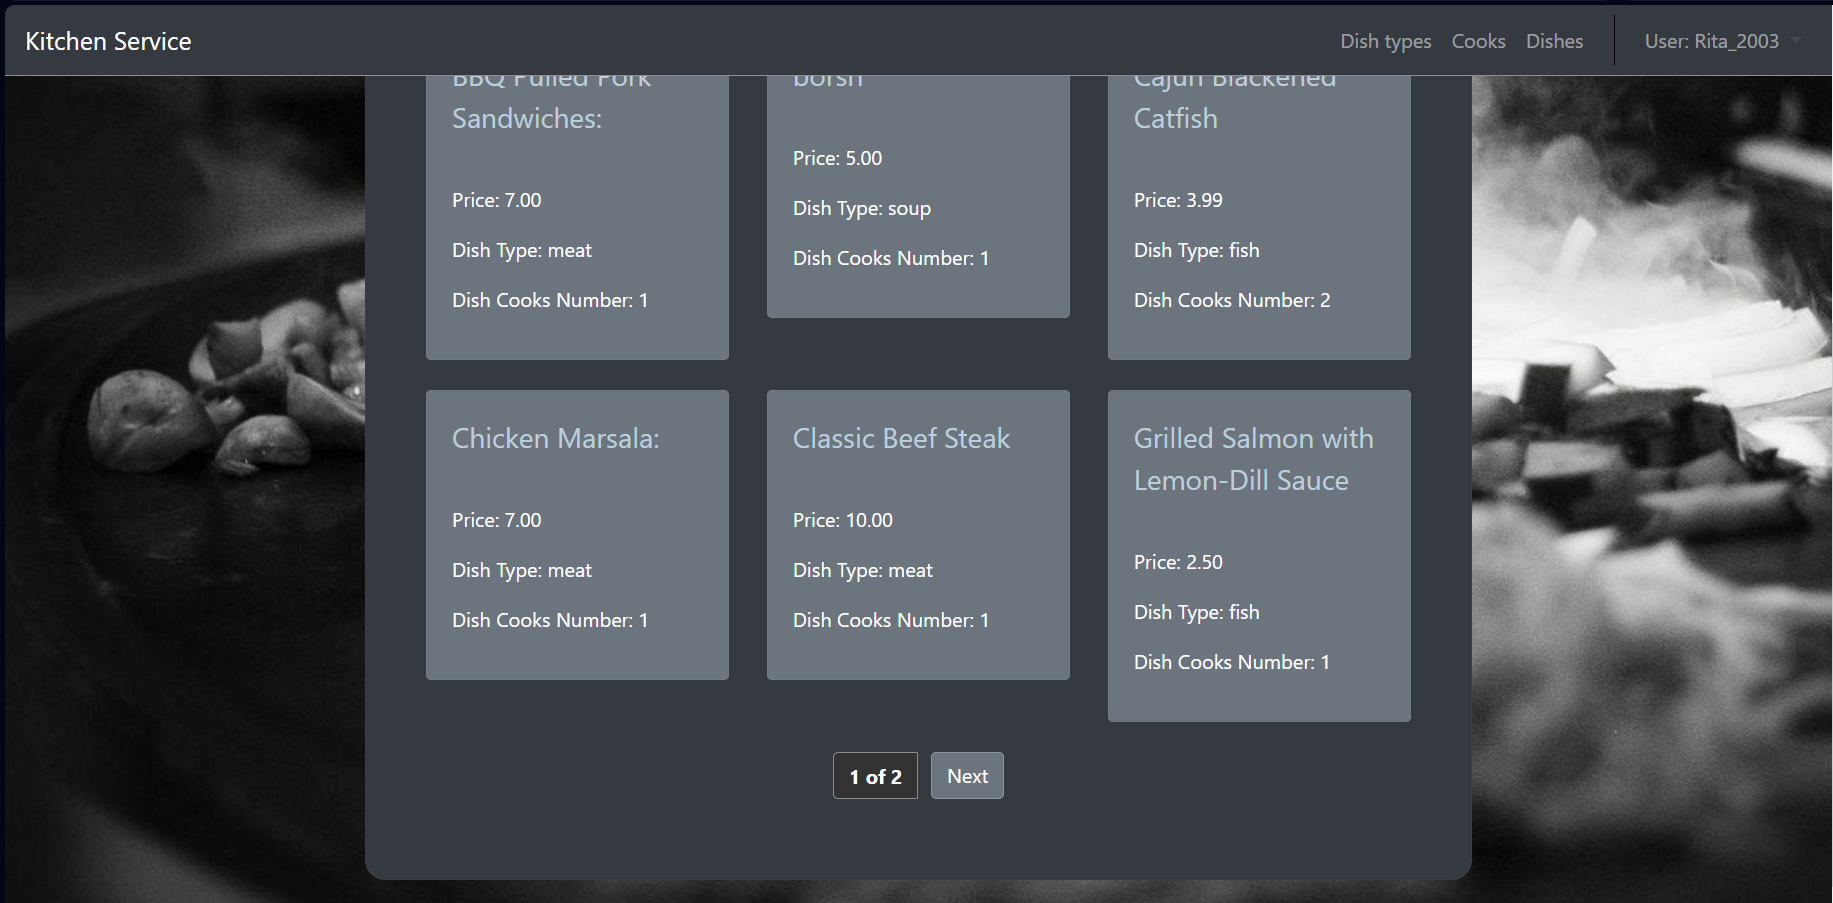 Kitchen Service
Dish types
Cooks
Dishes
User: Rita_2003
BBQ Pulled Pork
Sandwiches:
Price: 7.00
Dish Type: meat
Dish Cooks Number: 1
borsh
Price: 5.00
Dish Type: soup
Dish Cooks Number: 1
Cajun Blackened
Catfish
Price: 3.99
Dish Type: fish
Dish Cooks Number: 2
Chicken Marsala:
Price: 7.00
Dish Type: meat
Dish Cooks Number: 1
Classic Beef Steak
Price: 10.00
Dish Type: meat
Dish Cooks Number: 1
Grilled Salmon with
Lemon-Dill Sauce
Price: 2.50
Dish Type: fish
Dish Cooks Number: 1
1 of 2
Next